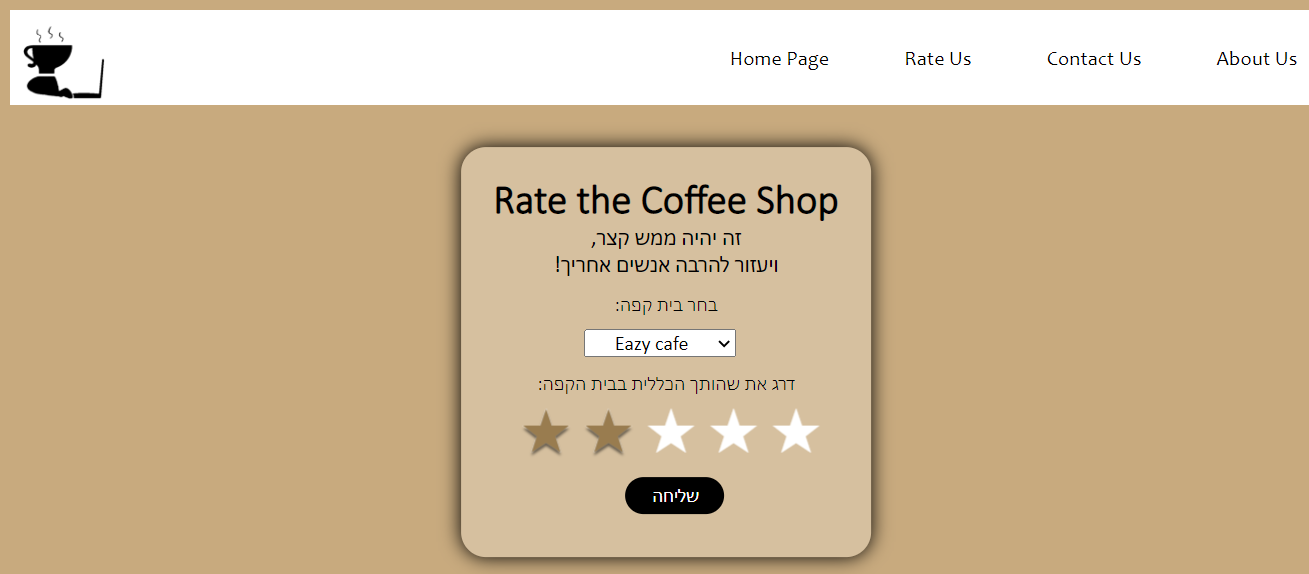 Home Page
Rate Us
Contact Us
About Us
Rate the Coffee Shop
זה יהיה ממש קצר,
ויעזור להרבה אנשים אחריך!
בחר בית קפה:
Eazy cafe
דרג את שהותך הכללית בבית הקפה:
שליחה